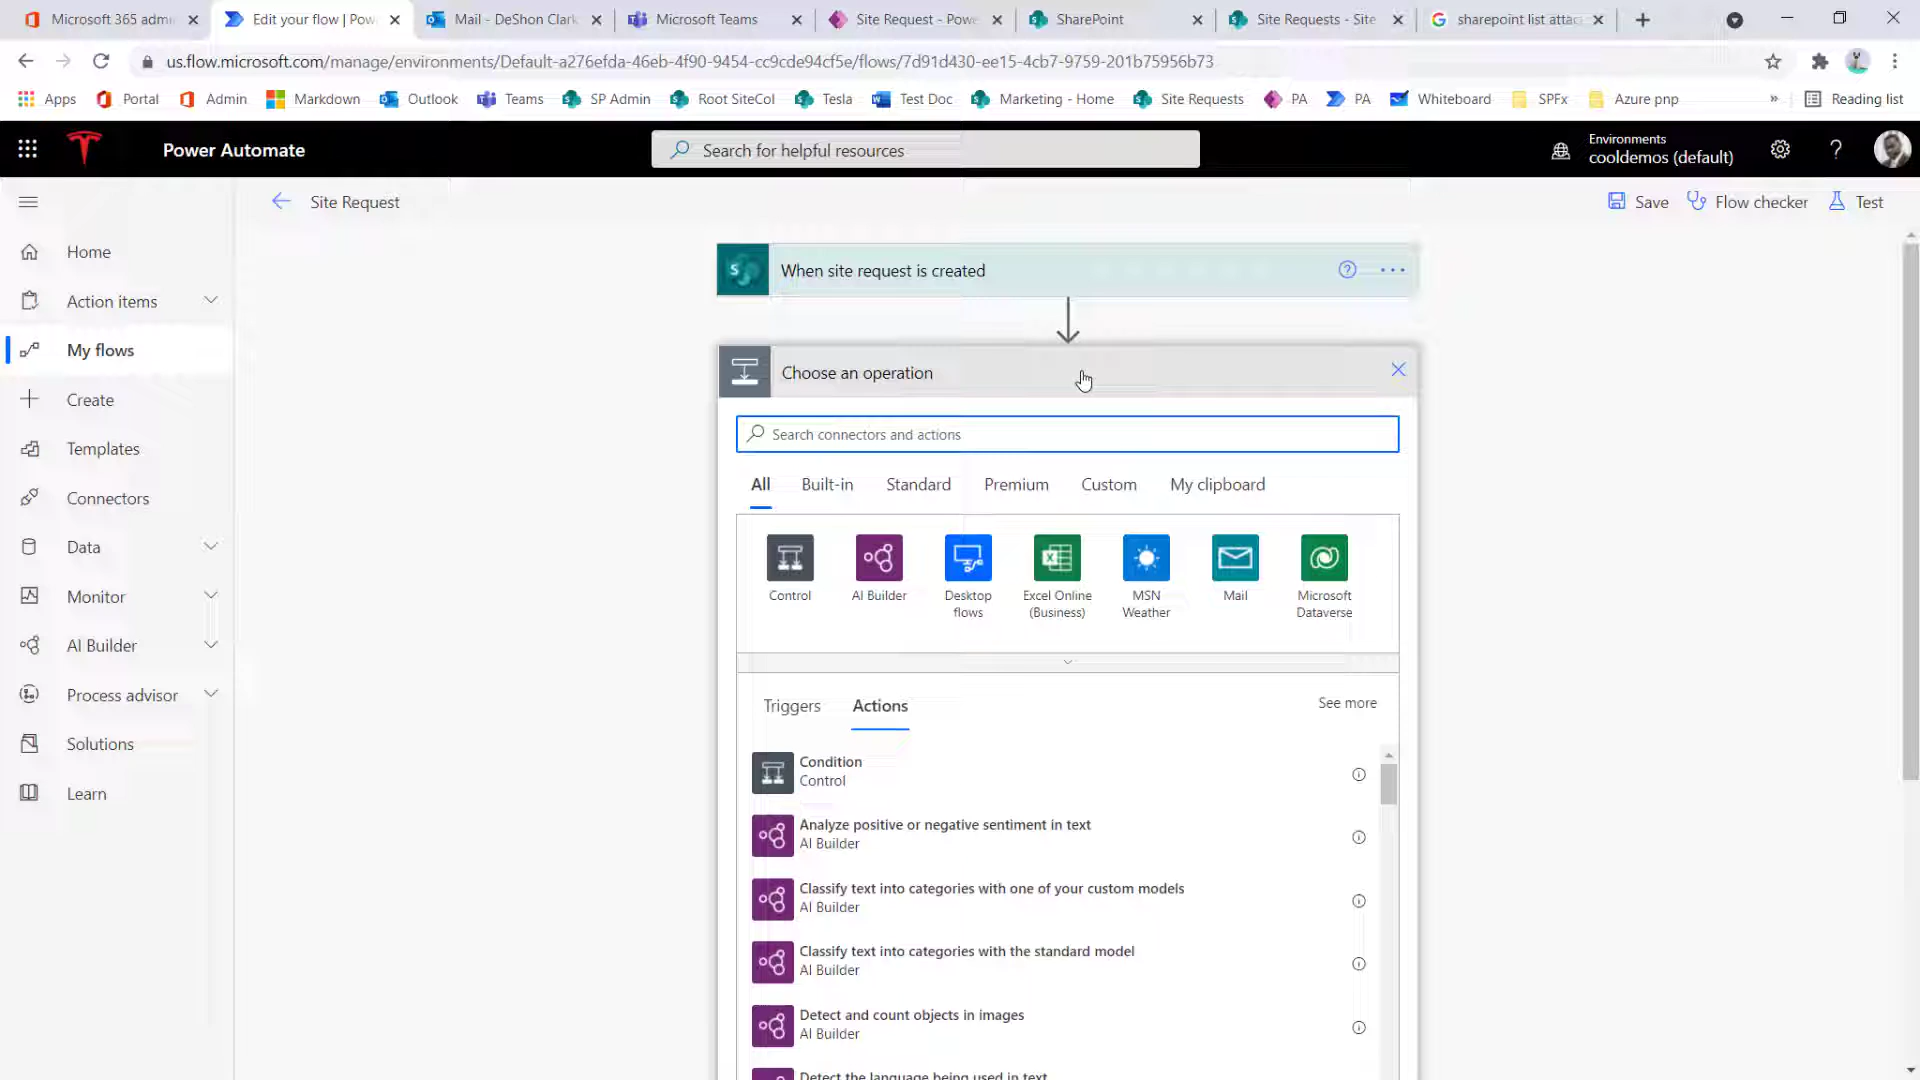 Microsoft 365 admi
Edit your flow | Pow
Mail - DeShon Clark
Microsoft Teams
Site Request - Powe
SharePoint
Site Requests - Site
sharepoint list attac
us.flow.microsoft.com/manage/environments/Default-a276efda-46eb-4f90-9454-cc9cde94cf5e/flows/7d91d430-ee15-4cb7-9759-201b75956b73
Apps
Portal
Admin
Markdown
Outlook
Teams
SP Admin
Root SiteCol
Tesla
Test Doc
Marketing - Home
Site Requests
PA
PA
Whiteboard
SPFx
Azure pnp
»
Reading list
Power Automate
Search for helpful resources
Environments
cooldemos (default)
Site Request
Save
Flow checker
Test
Home
Action items
My flows
Create
Templates
Connectors
Data
Monitor
AI Builder
Process advisor
Solutions
Learn
When site request is created
Choose an operation
Search connectors and actions
All
Built-in
Standard
Premium
Custom
My clipboard
Control
AI Builder
Desktop
flows
Excel Online
(Business)
MSN
Weather
Mail
Microsoft
Dataverse
Triggers
Actions
See more
Condition
Control
Analyze positive or negative sentiment in text
AI Builder
Classify text into categories with one of your custom models
AI Builder
Classify text into categories with the standard model
AI Builder
Detect and count objects in images
AI Builder
Detect the language being used in text